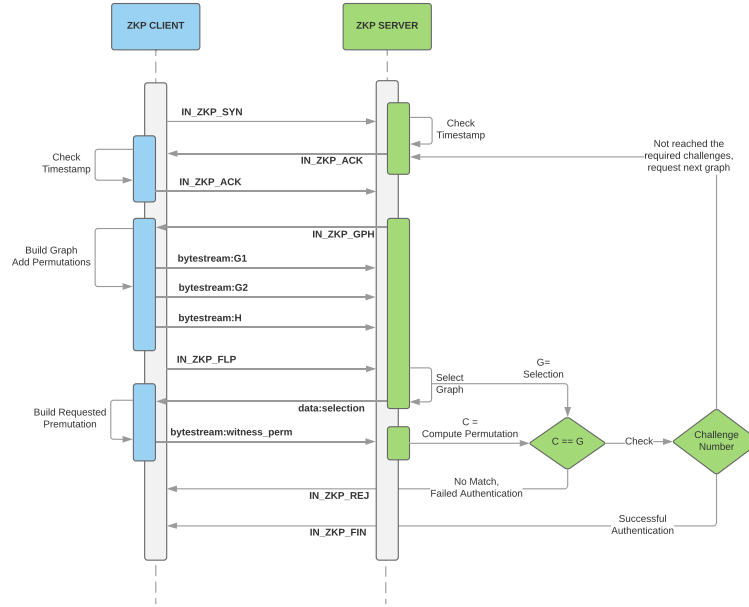 ZKP CLIENT
ZKP SERVER
IN_ZKP_SYN
Check
Timestamp
Not reached the
required challenges,
request next graph
Check
Timestamp
IN_ZKP_ACK
IN_ZKP_ACK
IN_ZKP_GPH
Build Graph
Add Permutations
bytestream:G1
bytestream:G2
bytestream:H
IN_ZKP_FLP
G=
Selection
Select
Graph
data:selection
Build Requested
Premutation
bytestream:witness_perm
C =
Compute Permutation
C == G
Check
Challenge
Number
No Match,
Failed Authentication
IN_ZKP_REJ
Successful
Authentication
IN_ZKP_FIN